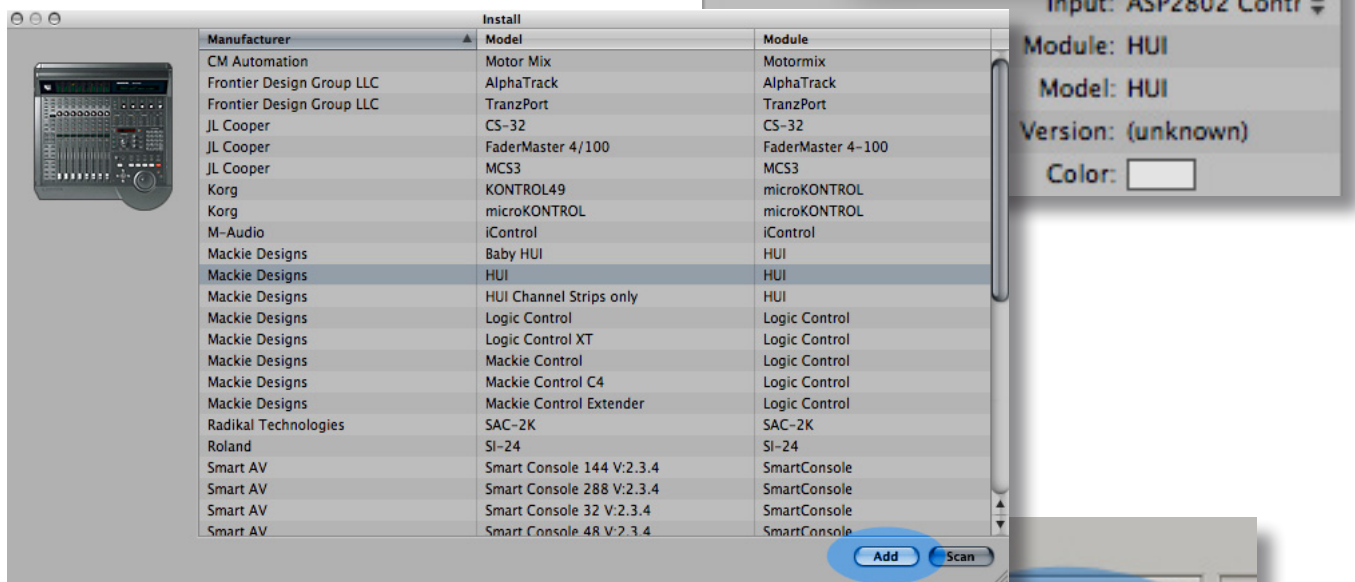 Install
Manufacturer Model Module
CM Automation Motor Mix Motormix
Frontier Design Group LLC AlphaTrack AlphaTrack
Frontier Design Group LLC TranzPort TranzPort
JL Cooper CS-32 CS-32
JL Cooper FaderMaster 4/100 FaderMaster 4-100
JL Cooper MCS3 MCS3
Korg KONTROL49 microKONTROL
Korg microKONTROL microKONTROL
M-Audio iControl iControl
Mackie Designs Baby HUI HUI
Mackie Designs HUI HUI
Mackie Designs HUI Channel Strips only HUI
Mackie Designs Logic Control Logic Control
Mackie Designs Logic Control XT Logic Control
Mackie Designs Mackie Control Logic Control
Mackie Designs Mackie Control C4 Logic Control
Mackie Designs Mackie Control Extender Logic Control
Radikal Technologies SAC-2K SAC-2K
Roland SI-24 SI-24
Smart AV Smart Console 144 V:2.3.4 SmartConsole
Smart AV Smart Console 288 V:2.3.4 SmartConsole
Smart AV Smart Console 32 V:2.3.4 SmartConsole
Smart AV Smart Console 48 V:2.3.4 SmartConsole
Add Scan
Input: ASP2802 Contr
Module: HUI
Model: HUI
Version: (unknown)
Color: